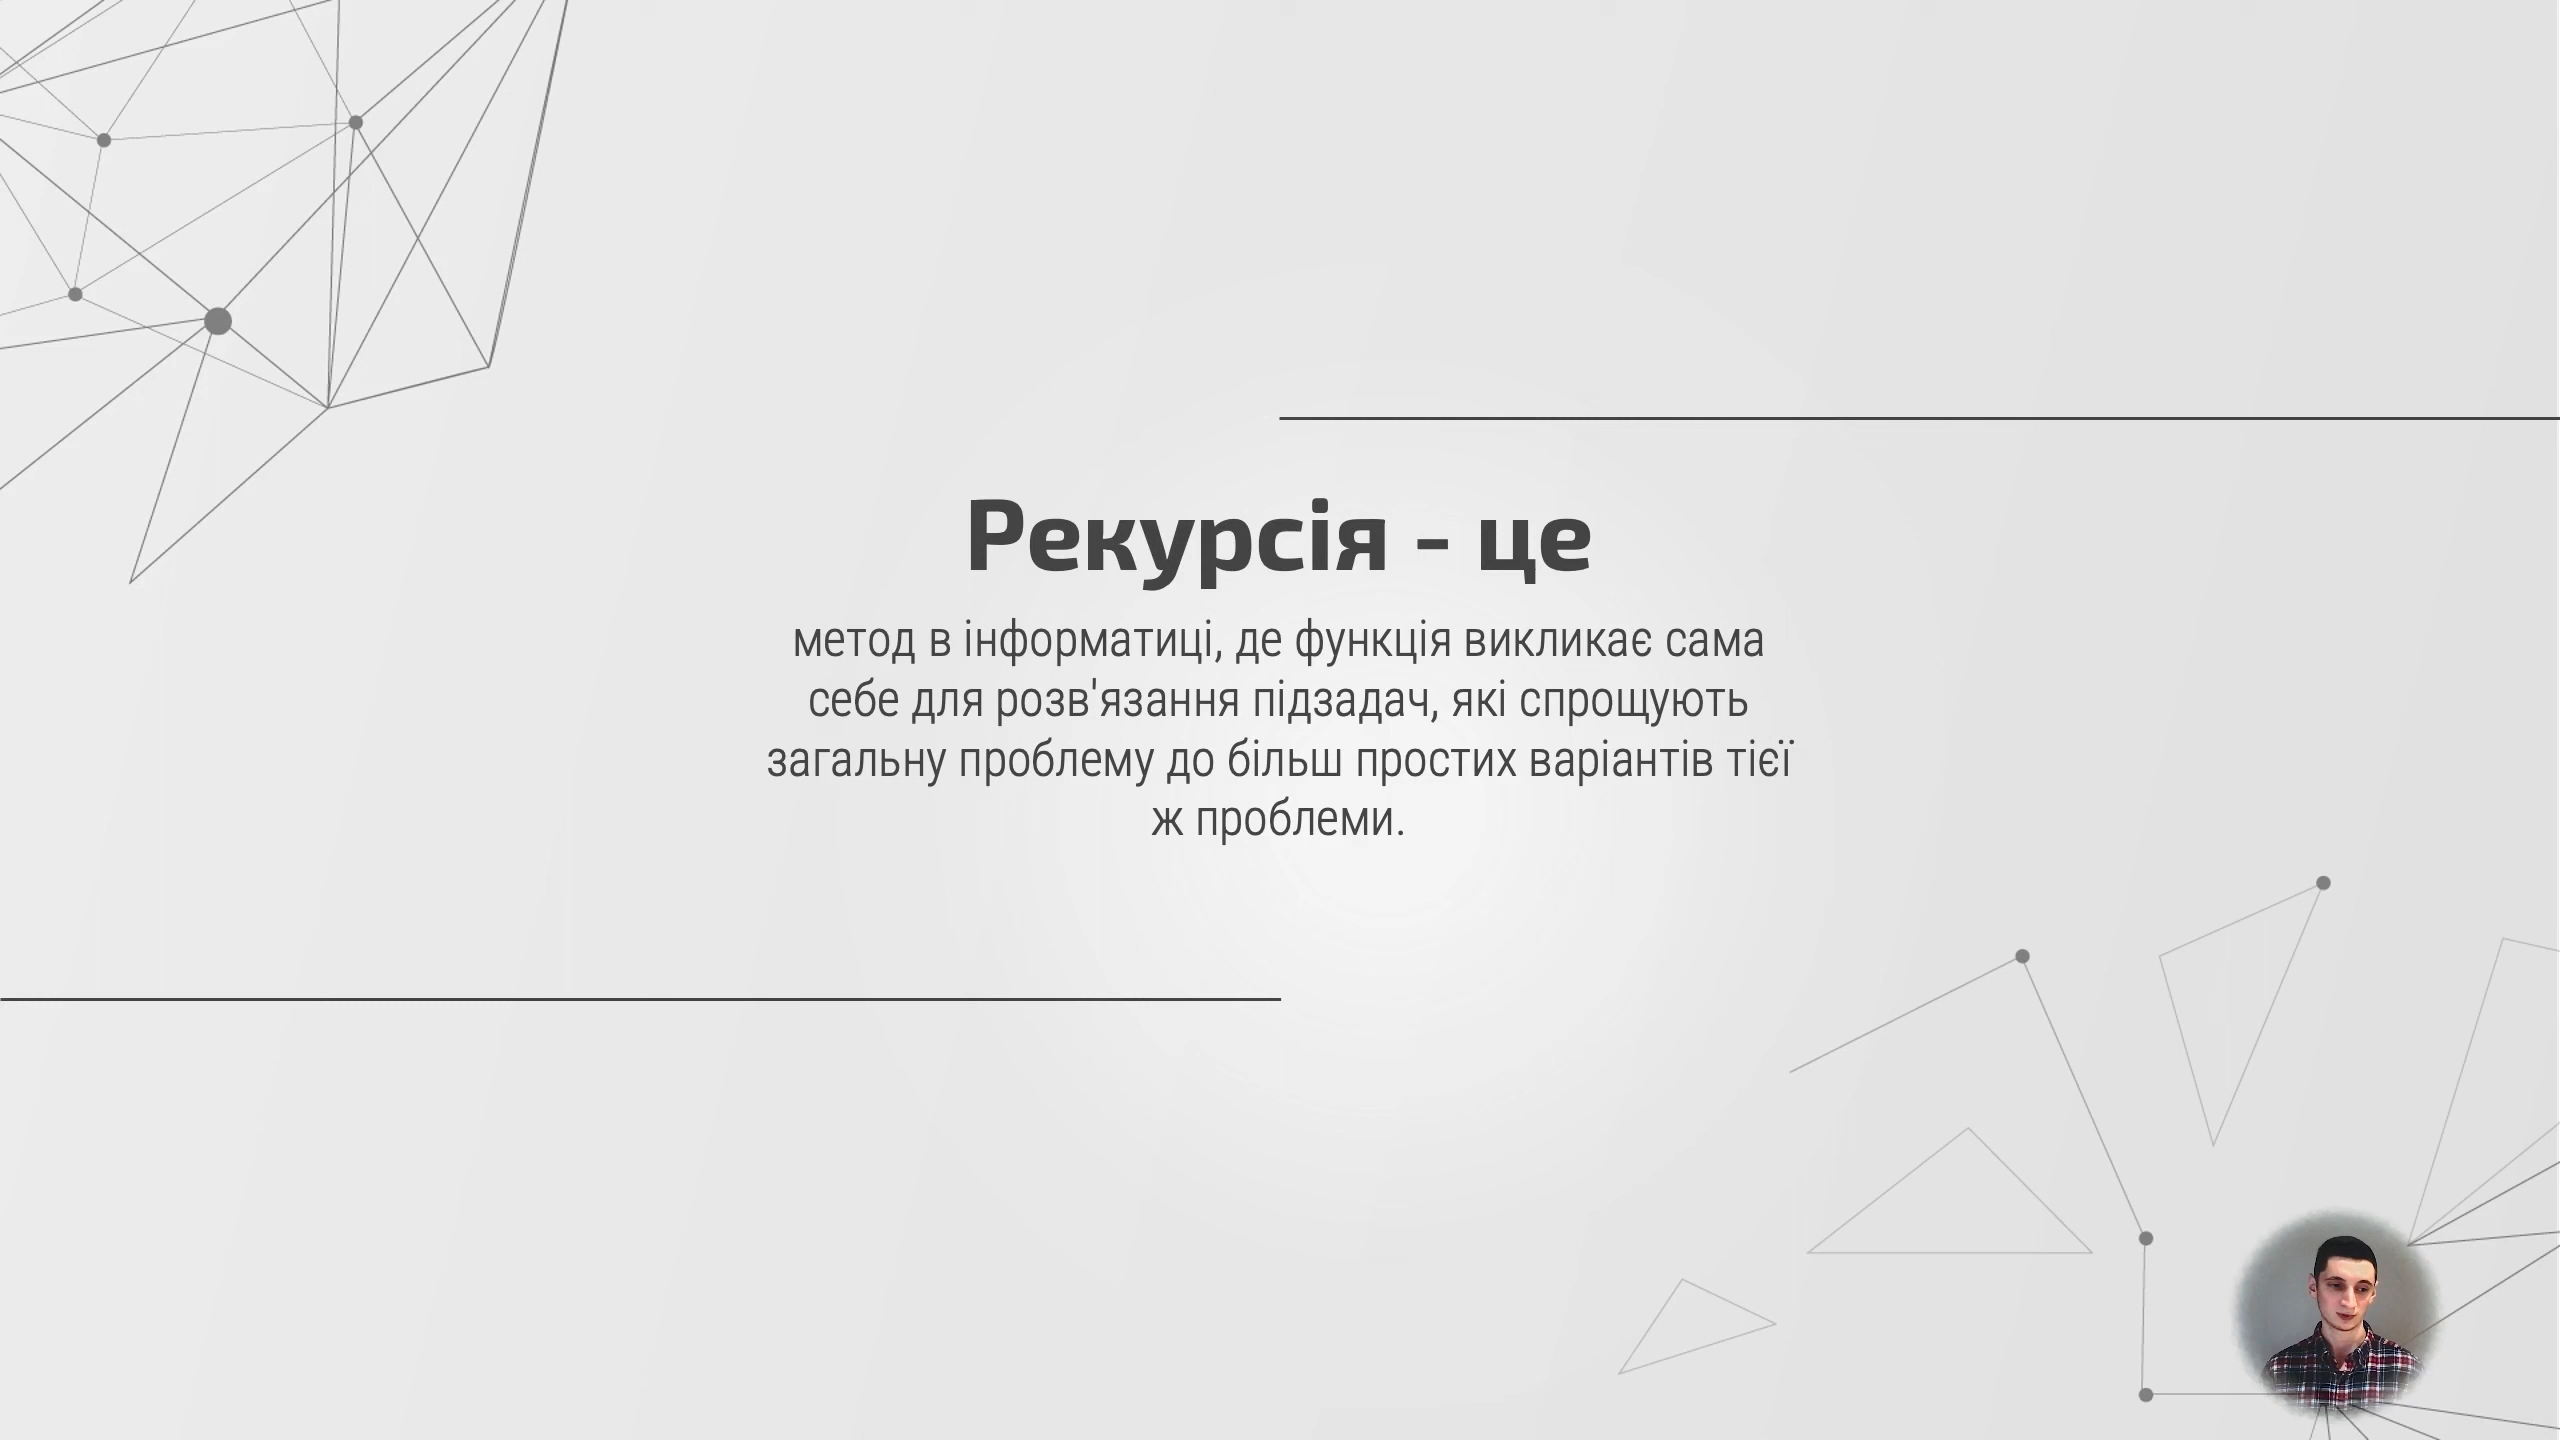 Рекурсія - це
метод в інформатиці, де функція викликає сама
себе для розв'язання підзадач, які спрощують
загальну проблему до більш простих варіантів тієї
ж проблеми.